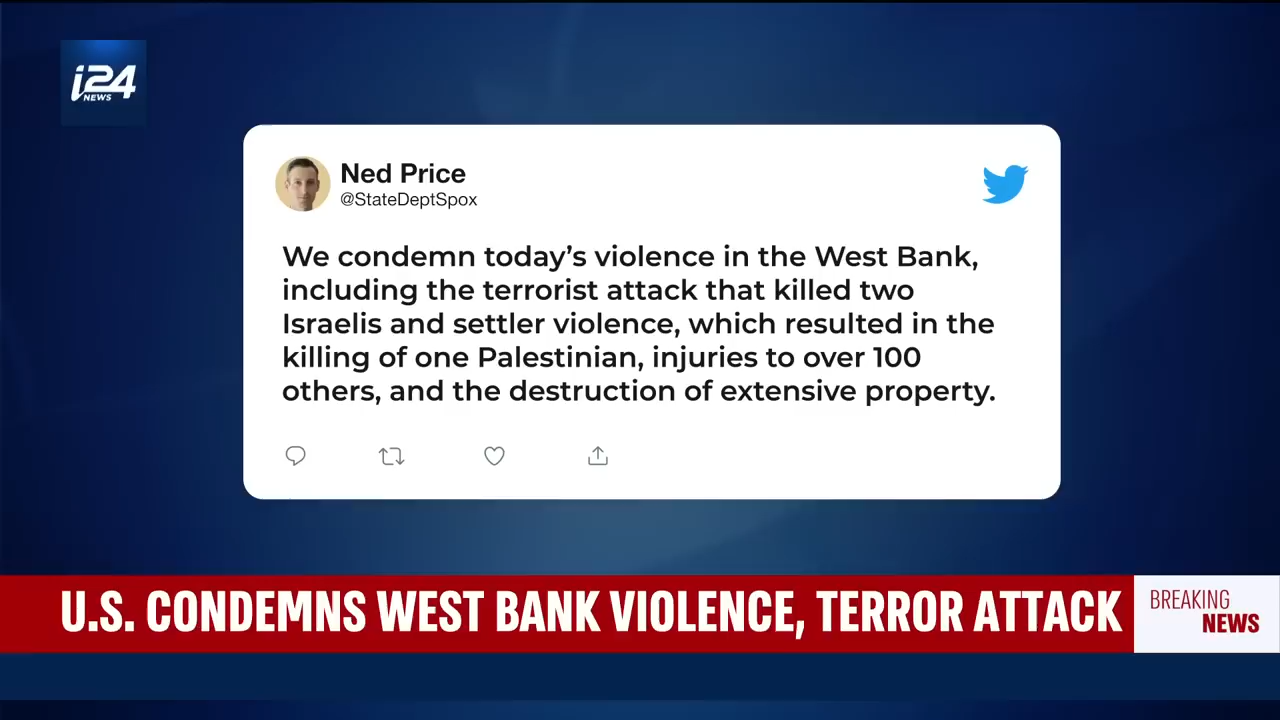 i24
NEWS
Ned Price
@StateDeptSpox
We condemn today’s violence in the West Bank,
including the terrorist attack that killed two
Israelis and settler violence, which resulted in the
killing of one Palestinian, injuries to over 100
others, and the destruction of extensive property.
U.S. CONDEMNS WEST BANK VIOLENCE, TERROR ATTACK
BREAKING
NEWS